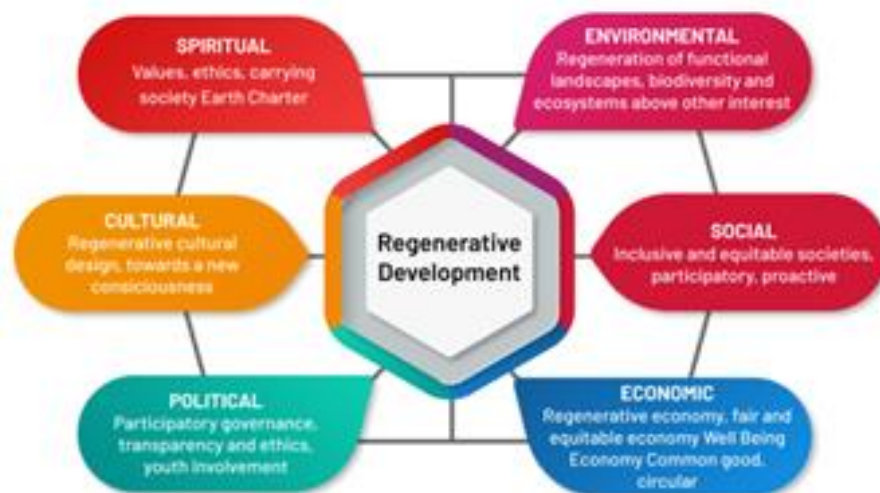 SPIRITUAL
Values, ethics, carrying
society Earth Charter
ENVIRONMENTAL
Regeneration of functional
landscapes, biodiversity and
ecosystems above other interest
CULTURAL
Regenerative cultural
design, towards a new
consiciousness
Regenerative
Development
SOCIAL
Inclusive and equitable societies,
participatory, proactive
POLITICAL
Participatory governance,
transparency and ethics,
youth involvement
ECONOMIC
Regenerative economy, fair and
equitable economy Well Being
Economy Common good,
circular